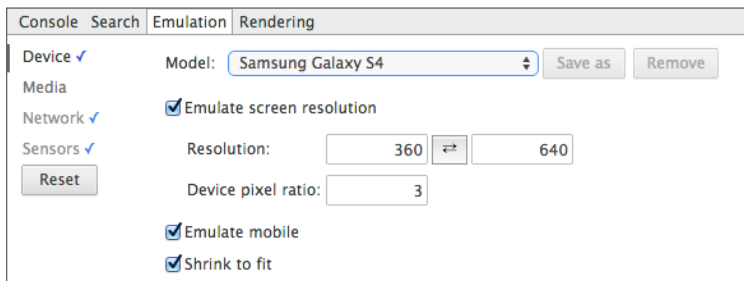 Console Search Emulation Rendering
Device ✓ Model: Samsung Galaxy S4 Save as Remove
Media
Emulate screen resolution
Network ✓
Sensors ✓ Resolution: 360 ⇄ 640
Reset
Device pixel ratio: 3
Emulate mobile
Shrink to fit